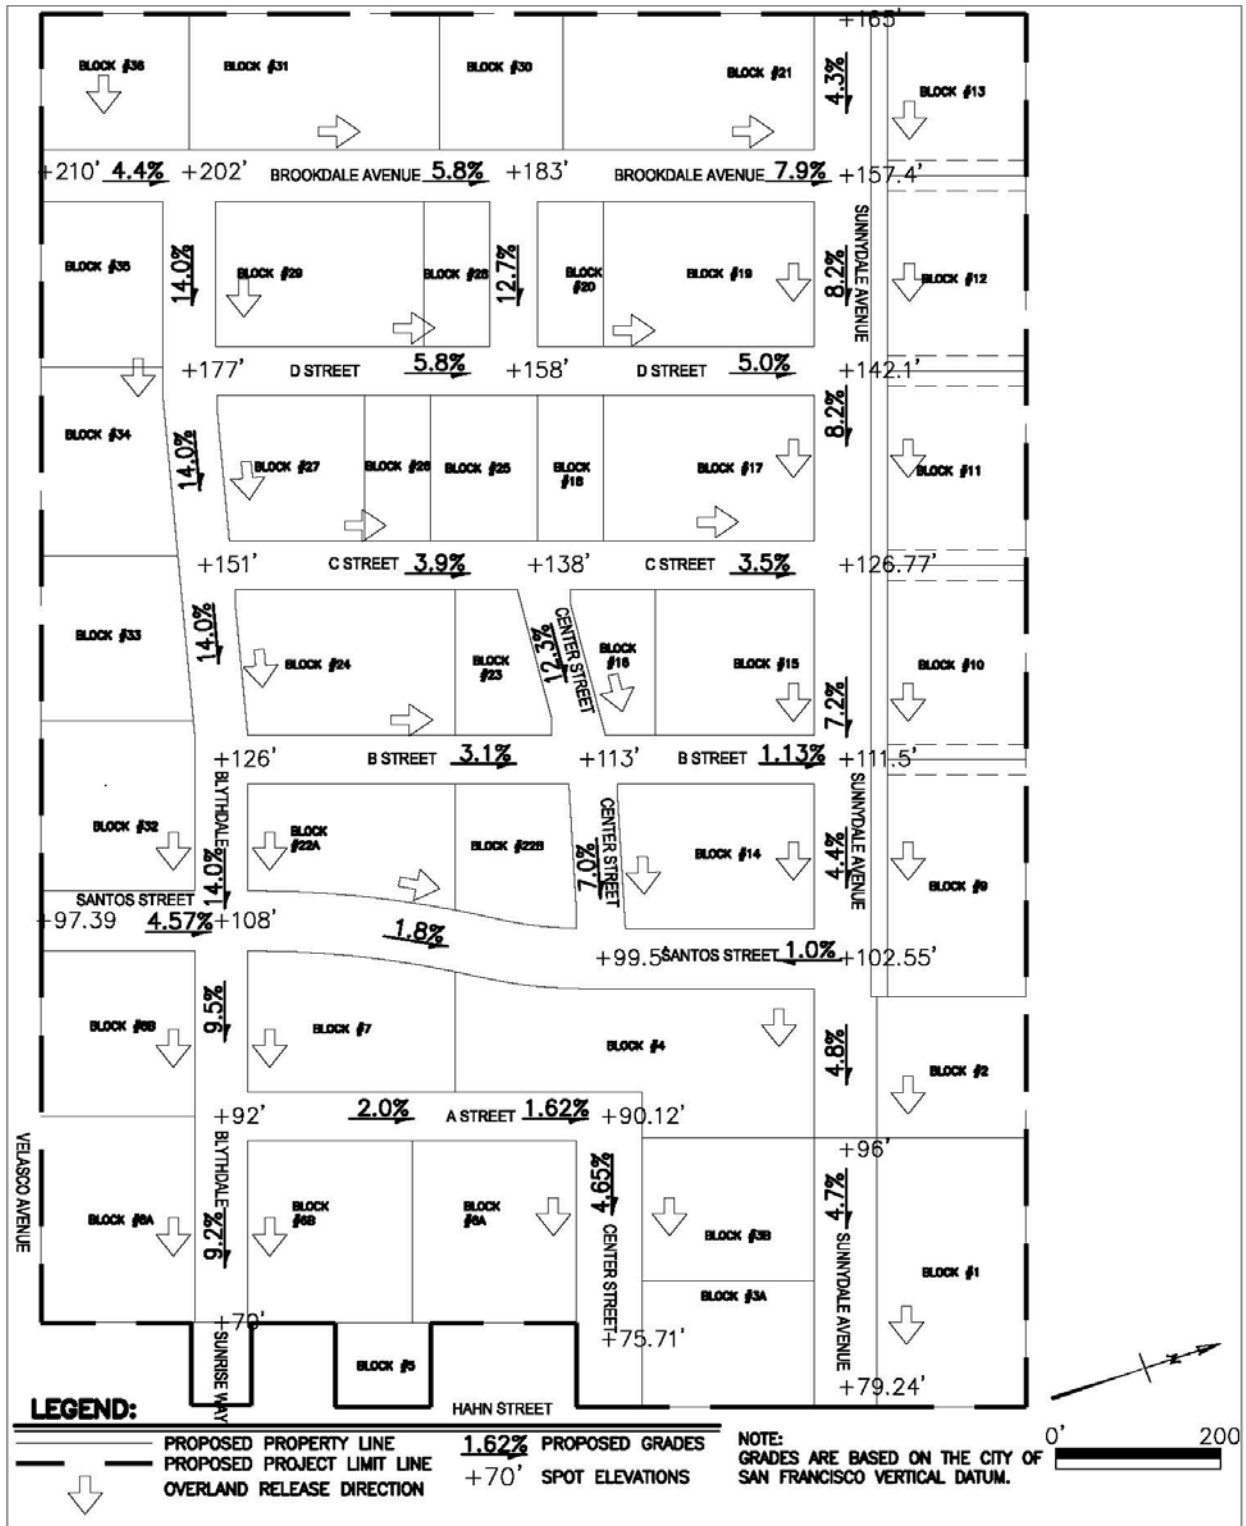 +165'
BLOCK #36
BLOCK #31
BLOCK #30
BLOCK #21
4.3%
BLOCK #13
+210' 4.4% +202' BROOKDALE AVENUE 5.8% +183' BROOKDALE AVENUE 7.9% +157.4'
BLOCK #35
14.0%
BLOCK #29
BLOCK #28
12.7%
BLOCK
#20
BLOCK #19
8.2%
SUNNYDALE AVENUE
BLOCK #12
+177' D STREET 5.8% +158' D STREET 5.0% +142.1'
8.2%
BLOCK #34
14.0%
BLOCK #27
BLOCK #26
BLOCK #25
BLOCK
#18
BLOCK #17
BLOCK #11
+151' C STREET 3.9% +138' C STREET 3.5% +126.77'
BLOCK #33
14.0%
BLOCK #24
BLOCK
#23
12.3%
CENTER STREET
BLOCK
#16
BLOCK #15
7.2%
BLOCK #10
+126' B STREET 3.1% +113' B STREET 1.13% +111.5'
BLYTHDALE
SUNNYDALE AVENUE
BLOCK #32
14.0%
BLOCK
#22A
BLOCK #22B
7.0%
CENTER STREET
BLOCK #14
4.4%
BLOCK #9
SANTOS STREET
+97.39 4.57% +108'
1.8%
+99.5 SANTOS STREET 1.0% +102.55'
9.5%
BLOCK #7
BLOCK #4
4.8%
BLOCK #2
+92' 2.0% A STREET 1.62% +90.12'
+96'
VELASCO AVENUE
BLYTHDALE
9.2%
BLOCK
#6B
BLOCK
#6A
4.65%
CENTER STREET
BLOCK #3B
4.7%
SUNNYDALE AVENUE
BLOCK #1
BLOCK #3A
SUNRISE WAY
+75.71'
BLOCK #5
+79.24'
N
HAHN STREET
LEGEND:
PROPOSED PROPERTY LINE
PROPOSED PROJECT LIMIT LINE
OVERLAND RELEASE DIRECTION
1.62% PROPOSED GRADES
+70' SPOT ELEVATIONS
NOTE:
GRADES ARE BASED ON THE CITY OF
SAN FRANCISCO VERTICAL DATUM.
0' 200